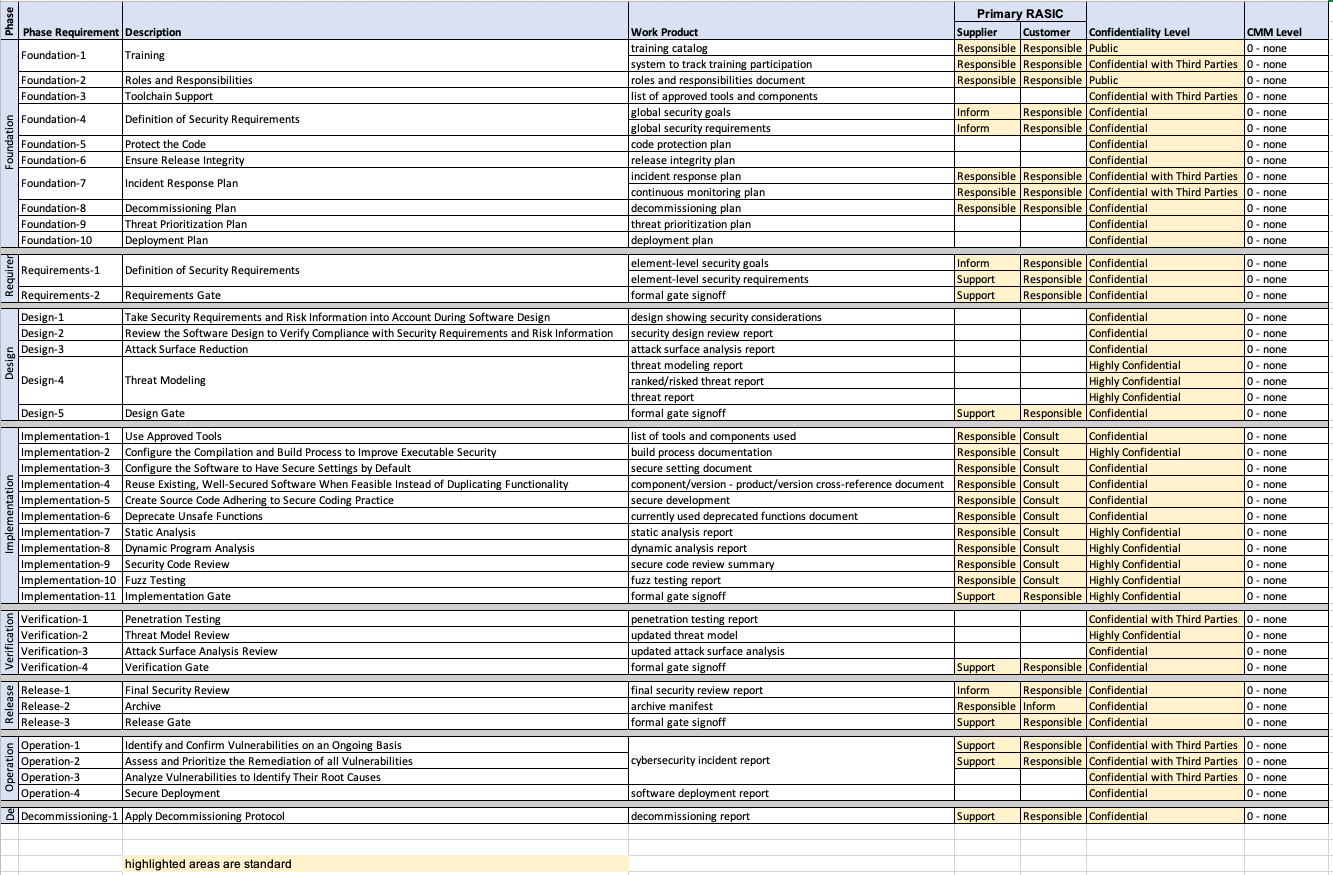 Primary RASIC
Phase Phase Requirement Description Work Product Supplier Customer Confidentiality Level CMM Level
Foundation
Foundation-1 Training training catalog Responsible Responsible Public 0 - none
system to track training participation Responsible Responsible Confidential with Third Parties 0 - none
Foundation-2 Roles and Responsibilities roles and responsibilities document Responsible Responsible Public 0 - none
Foundation-3 Toolchain Support list of approved tools and components Confidential with Third Parties 0 - none
Foundation-4 Definition of Security Requirements global security goals Inform Responsible Confidential 0 - none
global security requirements Inform Responsible Confidential 0 - none
Foundation-5 Protect the Code code protection plan Confidential 0 - none
Foundation-6 Ensure Release Integrity release integrity plan Confidential 0 - none
Foundation-7 Incident Response Plan incident response plan Responsible Responsible Confidential with Third Parties 0 - none
continuous monitoring plan Responsible Responsible Confidential with Third Parties 0 - none
Foundation-8 Decommissioning Plan decommissioning plan Responsible Responsible Confidential 0 - none
Foundation-9 Threat Prioritization Plan threat prioritization plan Confidential 0 - none
Foundation-10 Deployment Plan deployment plan Confidential 0 - none
Requirer
Requirements-1 Definition of Security Requirements element-level security goals Inform Responsible Confidential 0 - none
element-level security requirements Support Responsible Confidential 0 - none
Requirements-2 Requirements Gate formal gate signoff Support Responsible Confidential 0 - none
Design
Design-1 Take Security Requirements and Risk Information into Account During Software Design design showing security considerations Confidential 0 - none
Design-2 Review the Software Design to Verify Compliance with Security Requirements and Risk Information security design review report Confidential 0 - none
Design-3 Attack Surface Reduction attack surface analysis report Confidential 0 - none
Design-4 Threat Modeling threat modeling report Highly Confidential 0 - none
ranked/risked threat report Highly Confidential 0 - none
threat report Highly Confidential 0 - none
Design-5 Design Gate formal gate signoff Support Responsible Confidential 0 - none
Implementation
Implementation-1 Use Approved Tools list of tools and components used Responsible Consult Confidential 0 - none
Implementation-2 Configure the Compilation and Build Process to Improve Executable Security build process documentation Responsible Consult Highly Confidential 0 - none
Implementation-3 Configure the Software to Have Secure Settings by Default secure setting document Responsible Consult Confidential 0 - none
Implementation-4 Reuse Existing, Well-Secured Software When Feasible Instead of Duplicating Functionality component/version - product/version cross-reference document Responsible Consult Confidential 0 - none
Implementation-5 Create Source Code Adhering to Secure Coding Practice secure development Responsible Consult Confidential 0 - none
Implementation-6 Deprecate Unsafe Functions currently used deprecated functions document Responsible Consult Confidential 0 - none
Implementation-7 Static Analysis static analysis report Responsible Consult Highly Confidential 0 - none
Implementation-8 Dynamic Program Analysis dynamic analysis report Responsible Consult Highly Confidential 0 - none
Implementation-9 Security Code Review secure code review summary Responsible Consult Highly Confidential 0 - none
Implementation-10 Fuzz Testing fuzz testing report Responsible Consult Highly Confidential 0 - none
Implementation-11 Implementation Gate formal gate signoff Support Responsible Highly Confidential 0 - none
Verification
Verification-1 Penetration Testing penetration testing report Confidential with Third Parties 0 - none
Verification-2 Threat Model Review updated threat model Highly Confidential 0 - none
Verification-3 Attack Surface Analysis Review updated attack surface analysis Confidential 0 - none
Verification-4 Verification Gate formal gate signoff Support Responsible Confidential 0 - none
Release
Release-1 Final Security Review final security review report Inform Responsible Confidential 0 - none
Release-2 Archive archive manifest Responsible Inform Confidential 0 - none
Release-3 Release Gate formal gate signoff Support Responsible Confidential 0 - none
Operation
Operation-1 Identify and Confirm Vulnerabilities on an Ongoing Basis Support Responsible Confidential with Third Parties 0 - none
Operation-2 Assess and Prioritize the Remediation of all Vulnerabilities cybersecurity incident report Support Responsible Confidential with Third Parties 0 - none
Operation-3 Analyze Vulnerabilities to Identify Their Root Causes Confidential with Third Parties 0 - none
Operation-4 Secure Deployment software deployment report Confidential 0 - none
De
Decommissioning-1 Apply Decommissioning Protocol decommissioning report Support Responsible Confidential 0 - none
highlighted areas are standard